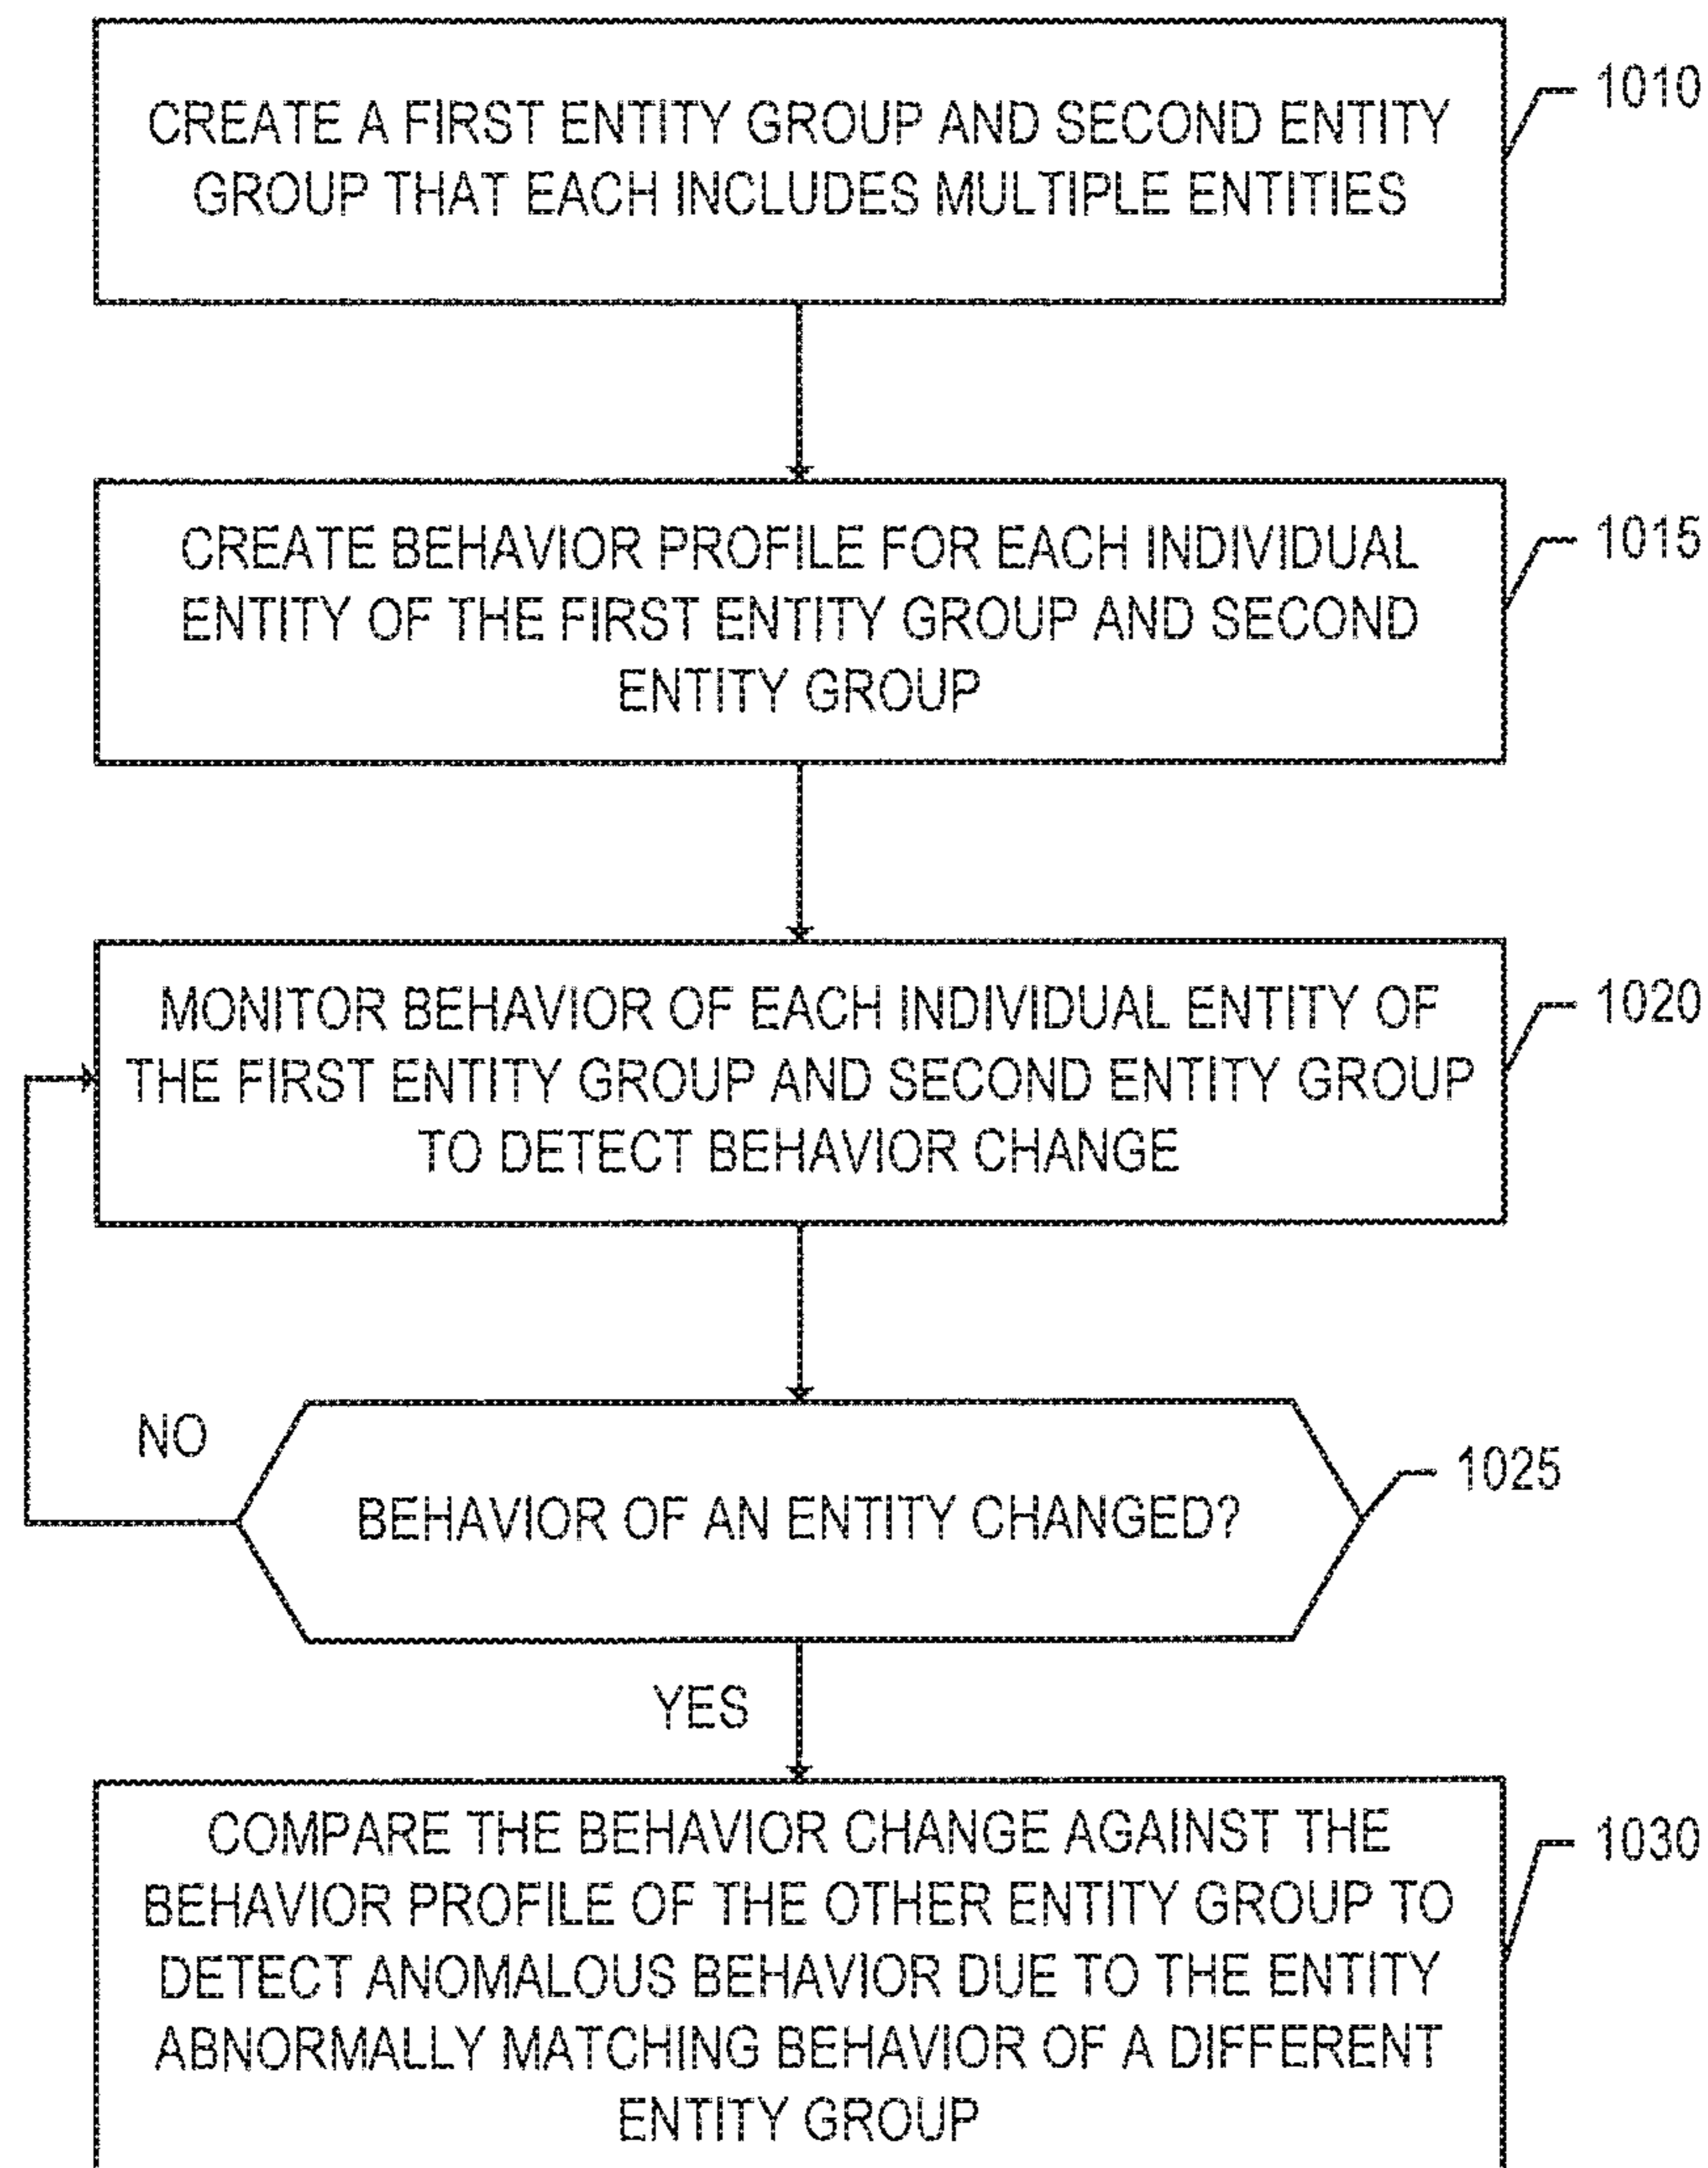 CREATE A FIRST ENTITY GROUP AND SECOND ENTITY
GROUP THAT EACH INCLUDES MULTIPLE ENTITIES
1010
CREATE BEHAVIOR PROFILE FOR EACH INDIVIDUAL
ENTITY OF THE FIRST ENTITY GROUP AND SECOND
ENTITY GROUP
1015
MONITOR BEHAVIOR OF EACH INDIVIDUAL ENTITY OF
THE FIRST ENTITY GROUP AND SECOND ENTITY GROUP
TO DETECT BEHAVIOR CHANGE
1020
NO
BEHAVIOR OF AN ENTITY CHANGED?
1025
YES
COMPARE THE BEHAVIOR CHANGE AGAINST THE
BEHAVIOR PROFILE OF THE OTHER ENTITY GROUP TO
DETECT ANOMALOUS BEHAVIOR DUE TO THE ENTITY
ABNORMALLY MATCHING BEHAVIOR OF A DIFFERENT
ENTITY GROUP
1030